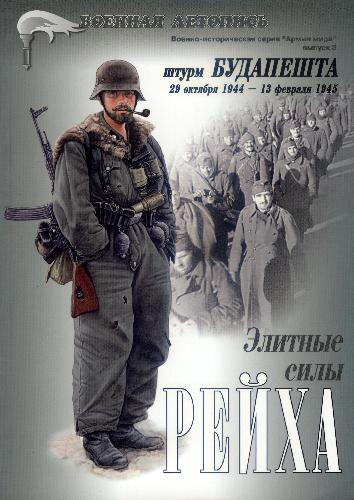 ВОЕННАЯ ЛЕТОПИСЬ
Военно-историческая серия "Армии мира"
выпуск 3
штурм БУДАПЕШТА
29 октября 1944 — 13 февраля 1945
Элитные
силы
РЕЙХА